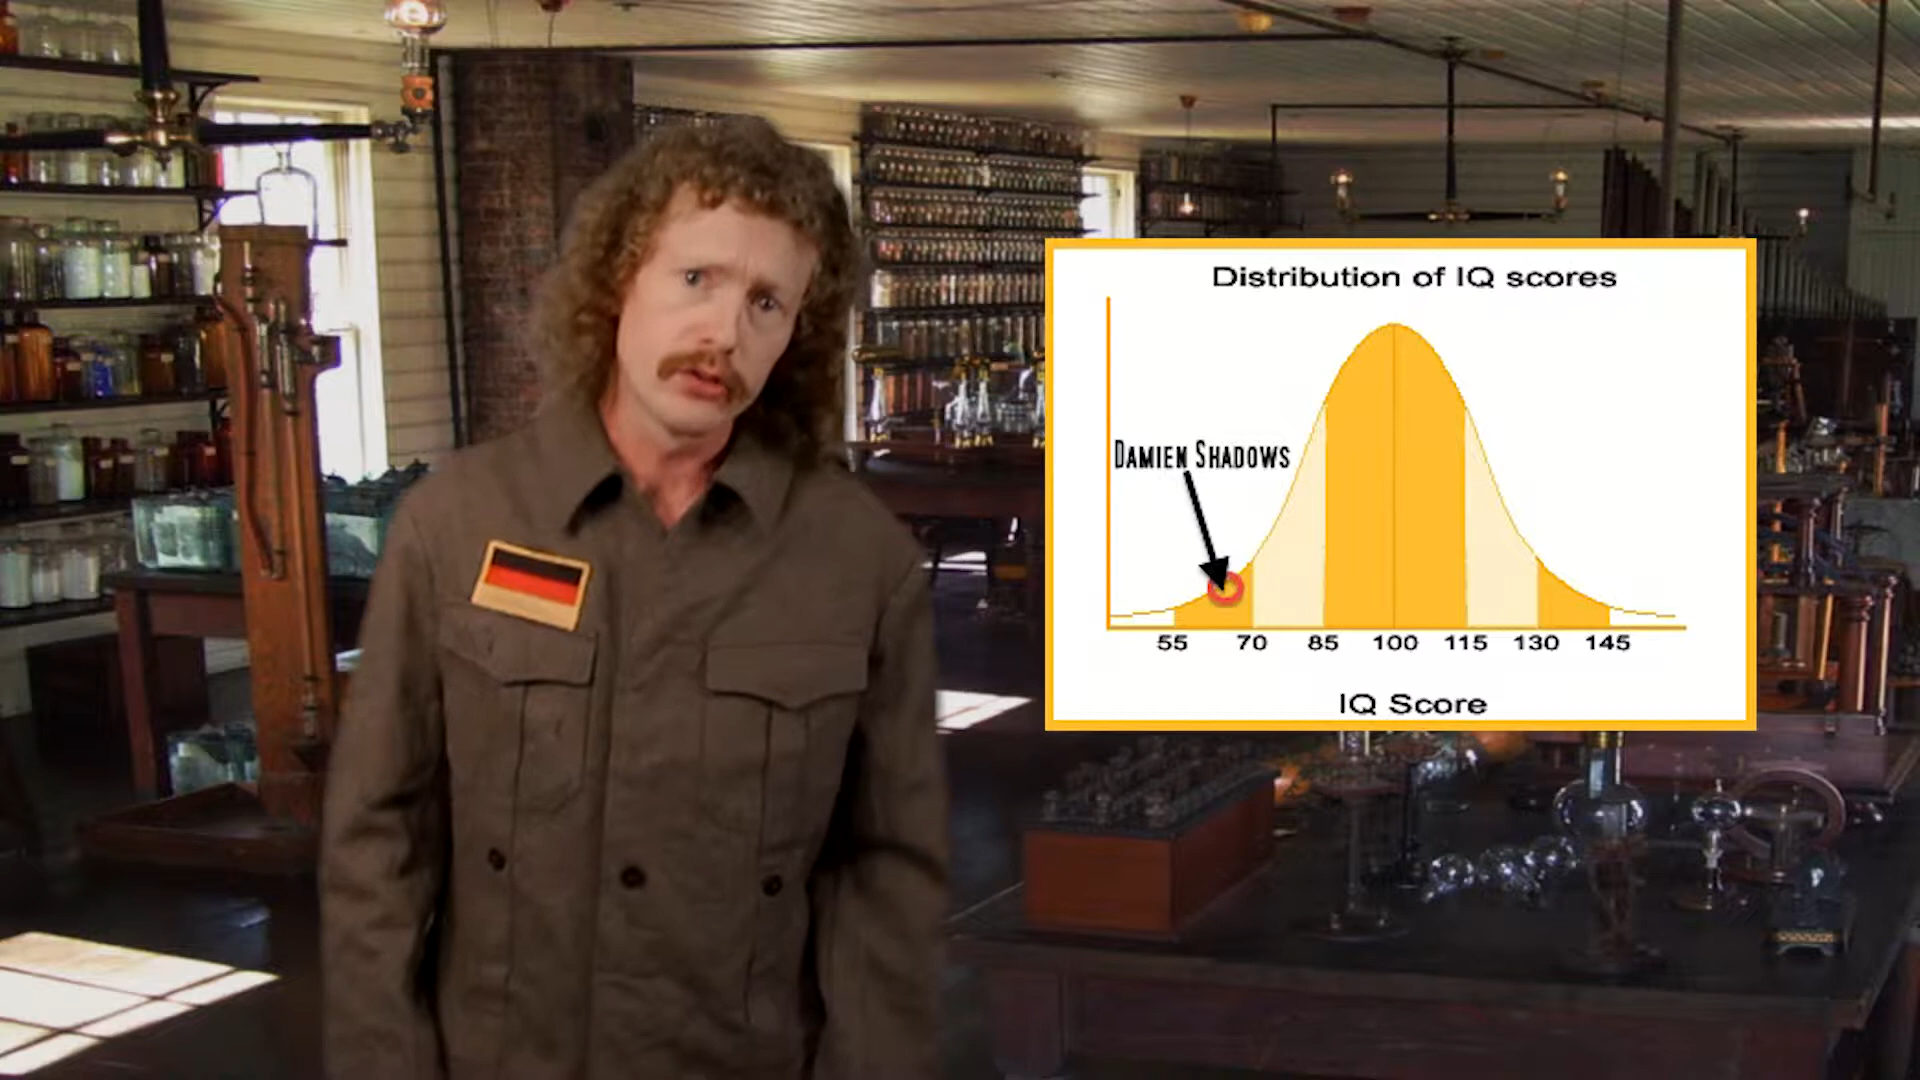 Distribution of IQ scores
DAMIEN SHADOWS
55 70 85 100 115 130 145
IQ Score